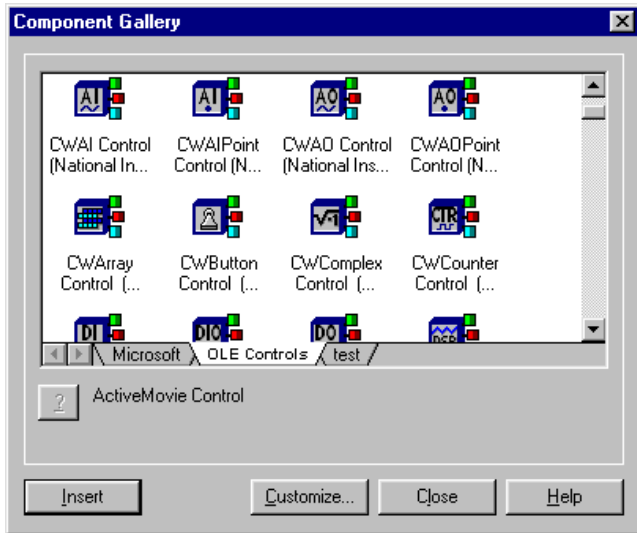 Component Gallery
AI AI AO AO
CWAI Control CWAIPoint CWAO Control CWAOPoint
(National In... Control (N... (National Ins... Control (N...
√-1 CTR
CWArray CWButton CWComplex CWCounter
Control (... Control (... Control (... Control (...
DI DIO DO DSP
Microsoft OLE Controls test
? ActiveMovie Control
Insert Customize... Close Help